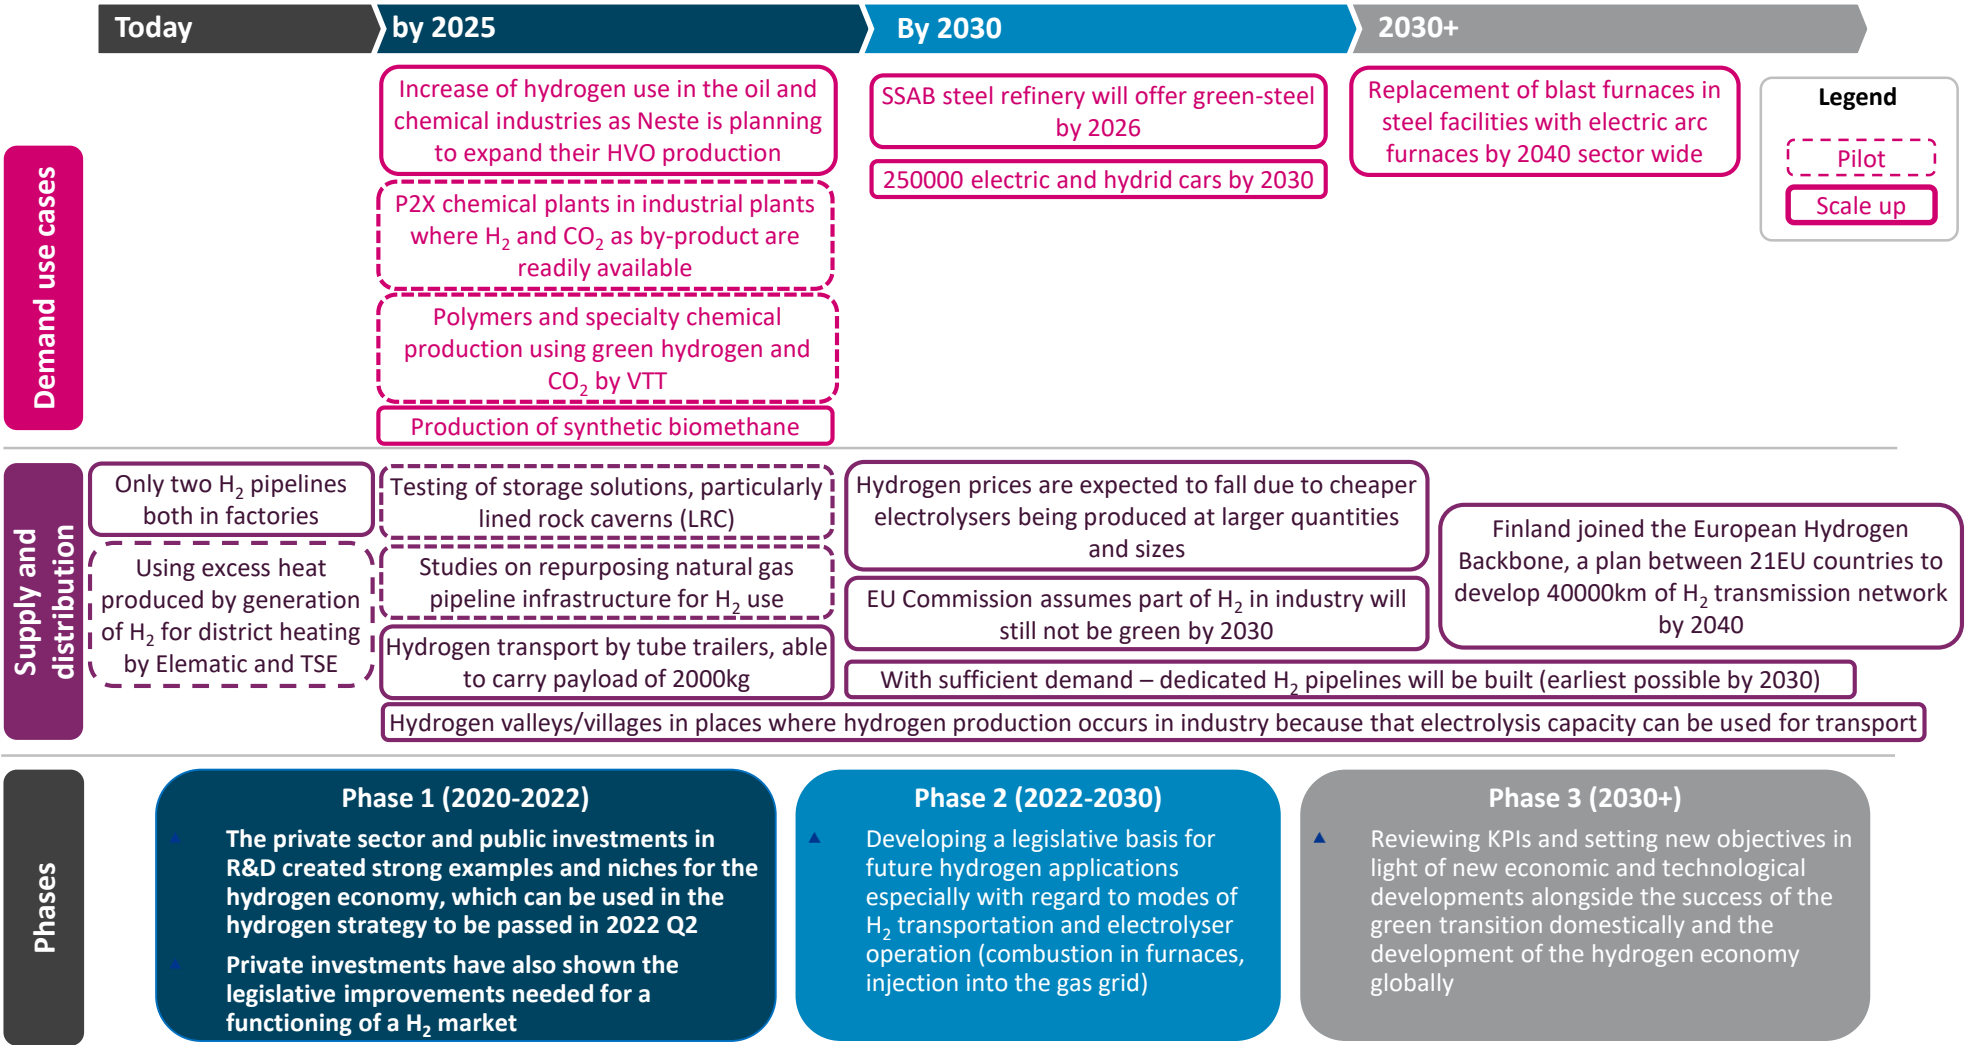 Today
by 2025
By 2030
2030+
Demand use cases
Increase of hydrogen use in the oil and
chemical industries as Neste is planning
to expand their HVO production
P2X chemical plants in industrial plants
where H₂ and CO₂ as by-product are
readily available
Polymers and specialty chemical
production using green hydrogen and
CO₂ by VTT
Production of synthetic biomethane
SSAB steel refinery will offer green-steel
by 2026
250000 electric and hydrid cars by 2030
Replacement of blast furnaces in
steel facilities with electric arc
furnaces by 2040 sector wide
Legend
Pilot
Scale up
Supply and
distribution
Only two H₂ pipelines
both in factories
Using excess heat
produced by generation
of H₂ for district heating
by Elematic and TSE
Testing of storage solutions, particularly
lined rock caverns (LRC)
Studies on repurposing natural gas
pipeline infrastructure for H₂ use
Hydrogen transport by tube trailers, able
to carry payload of 2000kg
Hydrogen prices are expected to fall due to cheaper
electrolysers being produced at larger quantities
and sizes
EU Commission assumes part of H₂ in industry will
still not be green by 2030
Finland joined the European Hydrogen
Backbone, a plan between 21EU countries to
develop 40000km of H₂ transmission network
by 2040
With sufficient demand – dedicated H₂ pipelines will be built (earliest possible by 2030)
Hydrogen valleys/villages in places where hydrogen production occurs in industry because that electrolysis capacity can be used for transport
Phases
Phase 1 (2020-2022)
The private sector and public investments in
R&D created strong examples and niches for the
hydrogen economy, which can be used in the
hydrogen strategy to be passed in 2022 Q2
Private investments have also shown the
legislative improvements needed for a
functioning of a H₂ market
Phase 2 (2022-2030)
Developing a legislative basis for
future hydrogen applications
especially with regard to modes of
H₂ transportation and electrolyser
operation (combustion in furnaces,
injection into the gas grid)
Phase 3 (2030+)
Reviewing KPIs and setting new objectives in
light of new economic and technological
developments alongside the success of the
green transition domestically and the
development of the hydrogen economy
globally